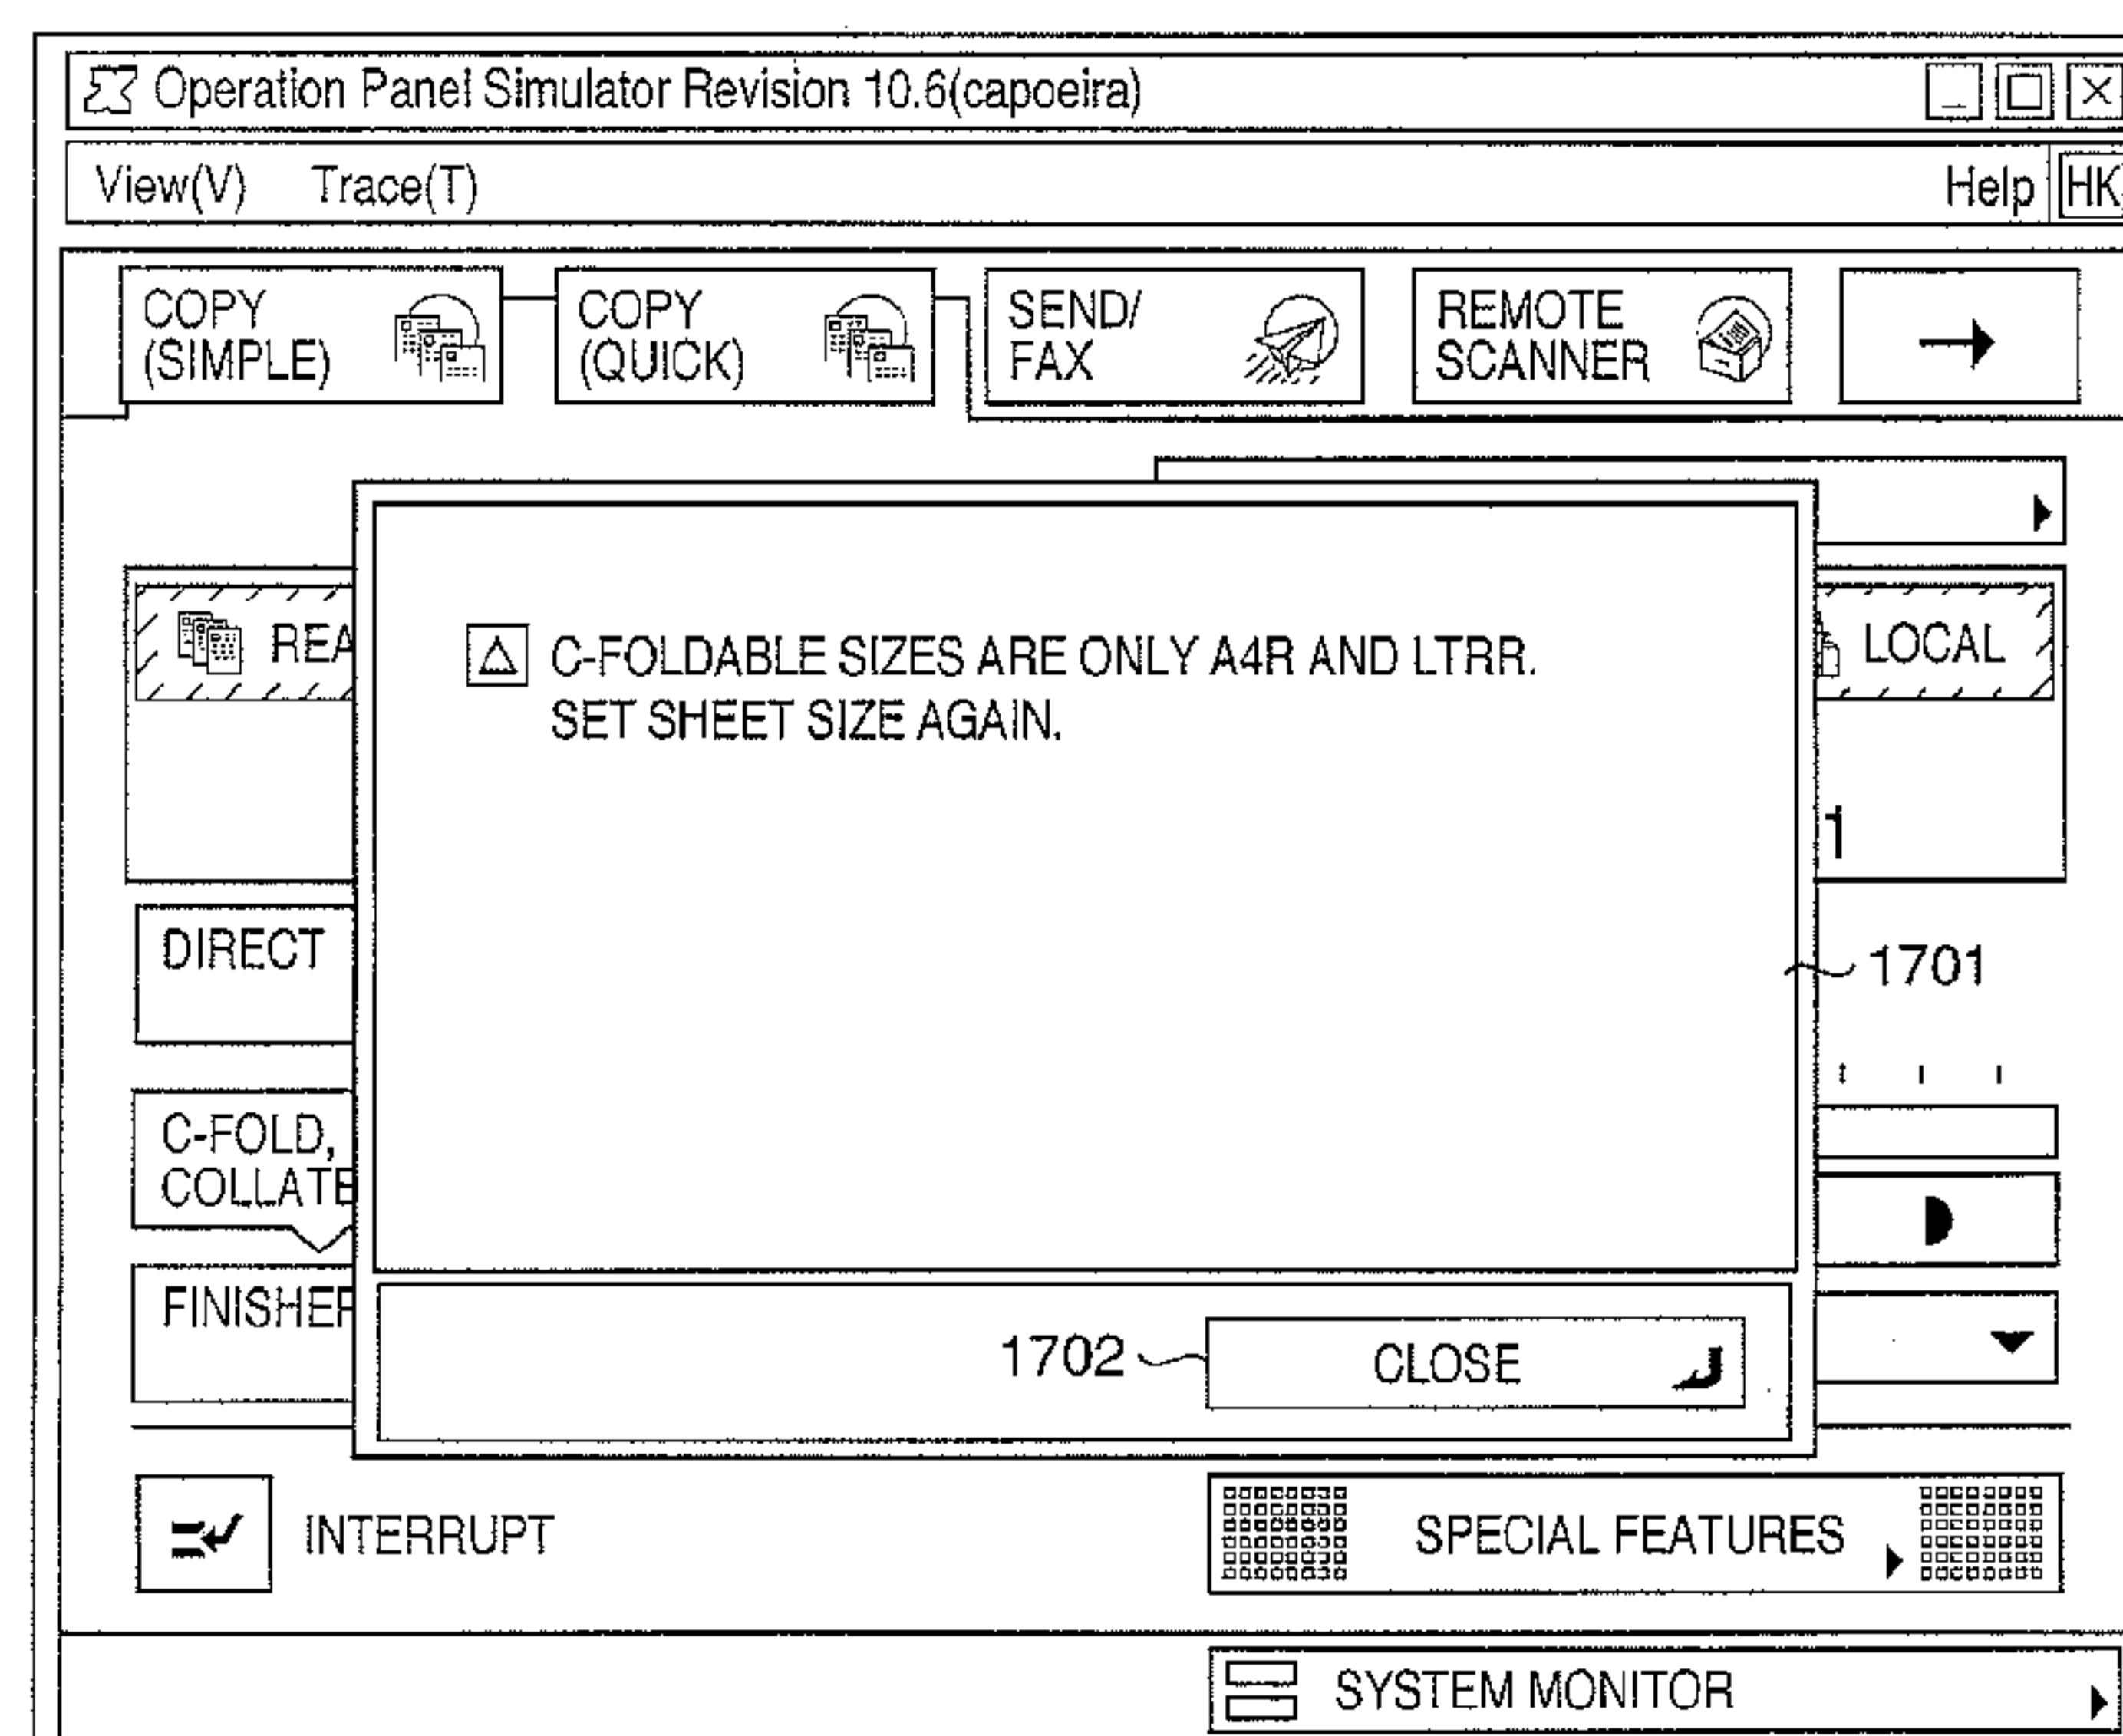 Operation Panel Simulator Revision 10.6(capoeira)
View(V) Trace(T) Help HK
COPY
(SIMPLE)
COPY
(QUICK)
SEND/
FAX
REMOTE
SCANNER
LOCAL
C-FOLDABLE SIZES ARE ONLY A4R AND LTRR.
SET SHEET SIZE AGAIN.
1
DIRECT
1701
C-FOLD,
COLLATE
FINISHER
1702 CLOSE
INTERRUPT SPECIAL FEATURES
SYSTEM MONITOR